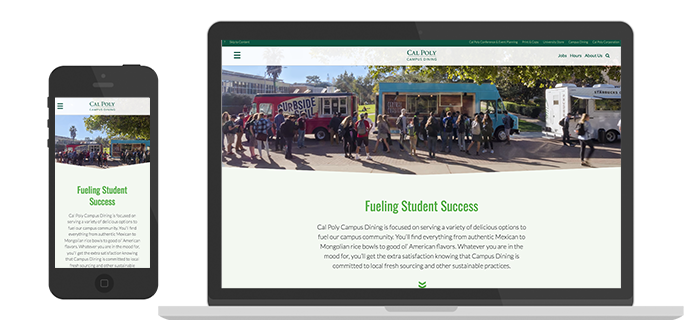 CAL POLY
CAMPUS DINING
Fueling Student
Success
Cal Poly Campus Dining is focused on
serving a variety of delicious options to
fuel our campus community. You'll find
everything from authentic Mexican to
Mongolian rice bowls to good ol' American
flavors. Whatever you are in the mood for,
you'll get the extra satisfaction knowing
that Campus Dining is committed to local
fresh sourcing and other sustainable
Cal Poly Conference & Event Planning
Print & Copy
University Store
Campus Dining
Cal Poly Corporation
CAL POLY
CAMPUS DINING
Jobs Hours About Us
CURBSIDE
GRILL
STARBUCKS
Fueling Student Success
Cal Poly Campus Dining is focused on serving a variety of delicious options to
fuel our campus community. You'll find everything from authentic Mexican to
Mongolian rice bowls to good ol' American flavors. Whatever you are in the
mood for, you'll get the extra satisfaction knowing that Campus Dining is
committed to local fresh sourcing and other sustainable practices.